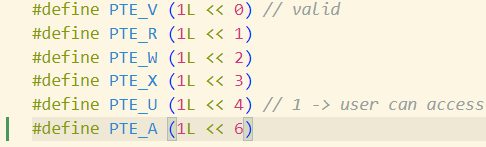 #define PTE_V (1L << 0) // valid
#define PTE_R (1L << 1)
#define PTE_W (1L << 2)
#define PTE_X (1L << 3)
#define PTE_U (1L << 4) // 1 -> user can access
#define PTE_A (1L << 6)